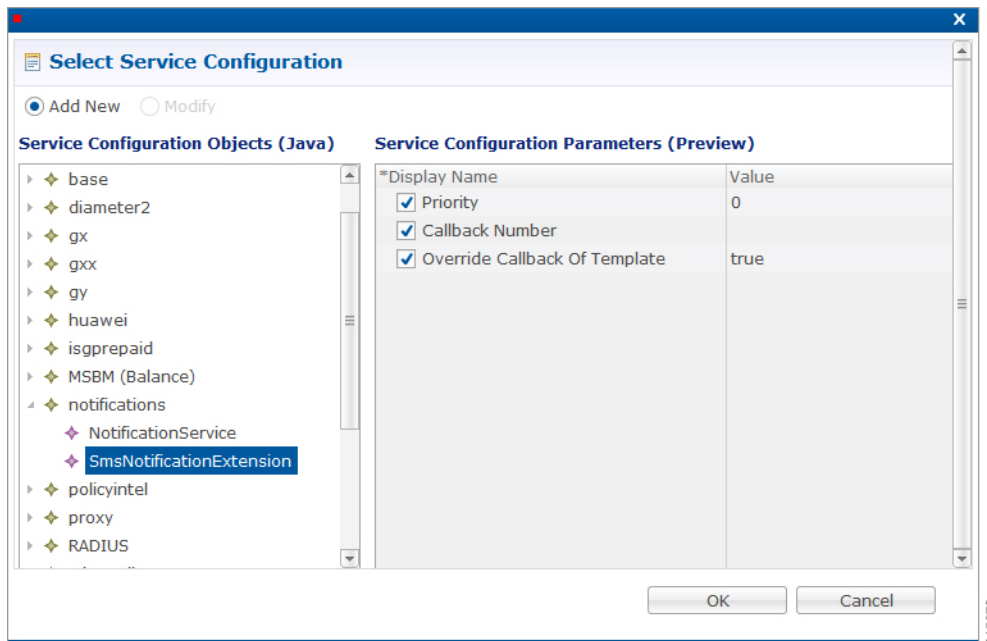 X
Select Service Configuration
Add New Modify
Service Configuration Objects (Java)
Service Configuration Parameters (Preview)
base
diameter2
gx
gxx
gy
huawei
isgprepaid
MSBM (Balance)
notifications
NotificationService
SmsNotificationExtension
policyintel
proxy
RADIUS
*Display Name Value
Priority 0
Callback Number
Override Callback Of Template true
OK Cancel